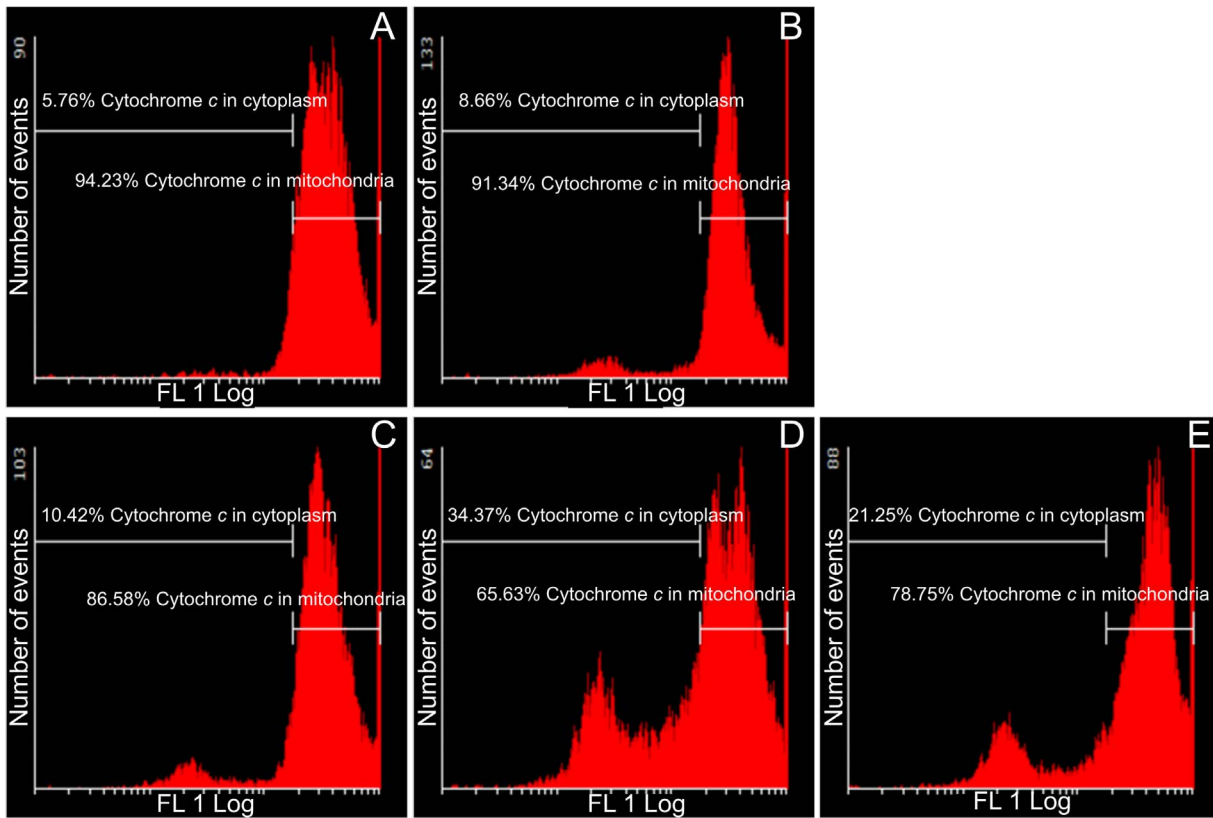 A
90
Number of events
5.76% Cytochrome c in cytoplasm
94.23% Cytochrome c in mitochondria
FL 1 Log
B
133
Number of events
8.66% Cytochrome c in cytoplasm
91.34% Cytochrome c in mitochondria
FL 1 Log
C
103
Number of events
10.42% Cytochrome c in cytoplasm
86.58% Cytochrome c in mitochondria
FL 1 Log
D
64
Number of events
34.37% Cytochrome c in cytoplasm
65.63% Cytochrome c in mitochondria
FL 1 Log
E
88
Number of events
21.25% Cytochrome c in cytoplasm
78.75% Cytochrome c in mitochondria
FL 1 Log